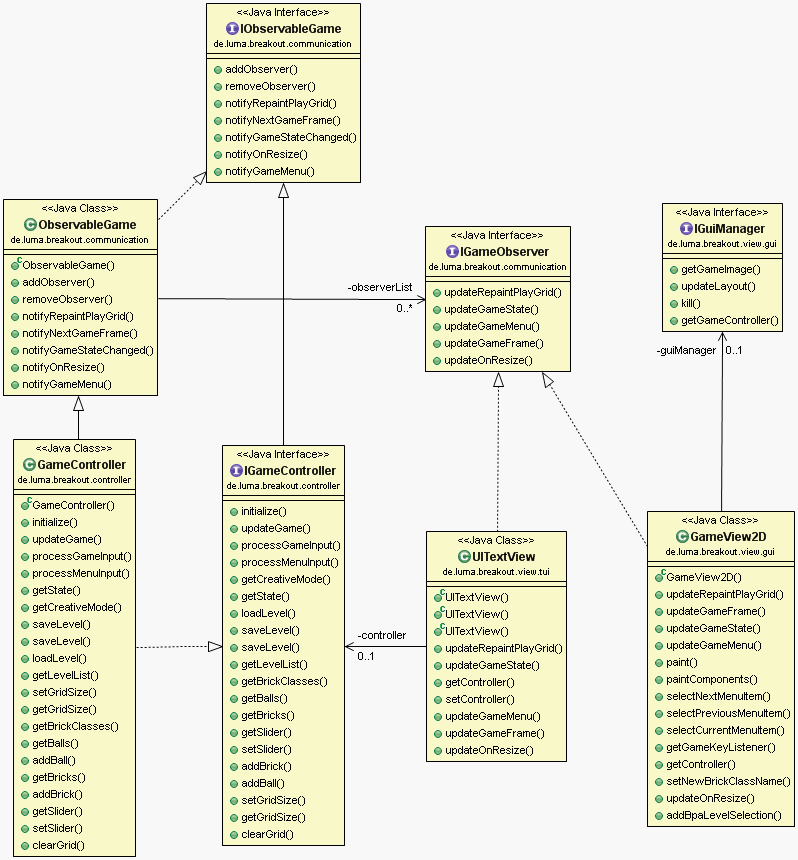 <<Java Interface>>
IObservableGame
de.luma.breakout.communication
addObserver()
removeObserver()
notifyRepaintPlayGrid()
notifyNextGameFrame()
notifyGameStateChanged()
notifyOnResize()
notifyGameMenu()
<<Java Class>>
ObservableGame
de.luma.breakout.communication
ObservableGame()
addObserver()
removeObserver()
notifyRepaintPlayGrid()
notifyNextGameFrame()
notifyGameStateChanged()
notifyOnResize()
notifyGameMenu()
-observerList
0..*
<<Java Interface>>
IGameObserver
de.luma.breakout.communication
updateRepaintPlayGrid()
updateGameState()
updateGameMenu()
updateGameFrame()
updateOnResize()
<<Java Interface>>
IGuiManager
de.luma.breakout.view.gui
getGameImage()
updateLayout()
kill()
getGameController()
-guiManager
0..1
<<Java Class>>
GameController
de.luma.breakout.controller
GameController()
initialize()
updateGame()
processGameInput()
processMenuInput()
getState()
getCreativeMode()
saveLevel()
saveLevel()
loadLevel()
getLevelList()
setGridSize()
getGridSize()
getBrickClasses()
getBalls()
addBall()
getBricks()
addBrick()
getSlider()
setSlider()
clearGrid()
<<Java Interface>>
IGameController
de.luma.breakout.controller
initialize()
updateGame()
processGameInput()
processMenuInput()
getCreativeMode()
getState()
loadLevel()
saveLevel()
saveLevel()
getLevelList()
getBrickClasses()
getBalls()
getBricks()
getSlider()
setSlider()
addBrick()
addBall()
setGridSize()
getGridSize()
clearGrid()
-controller
0..1
<<Java Class>>
UITextView
de.luma.breakout.view.tui
UITextView()
UITextView()
UITextView()
updateRepaintPlayGrid()
updateGameState()
getController()
setController()
updateGameMenu()
updateGameFrame()
updateOnResize()
<<Java Class>>
GameView2D
de.luma.breakout.view.gui
GameView2D()
updateRepaintPlayGrid()
updateGameFrame()
updateGameState()
updateGameMenu()
paint()
paintComponents()
selectNextMenuItem()
selectPreviousMenuItem()
selectCurrentMenuItem()
getGameKeyListener()
getController()
setNewBrickClassName()
updateOnResize()
addBpaLevelSelection()